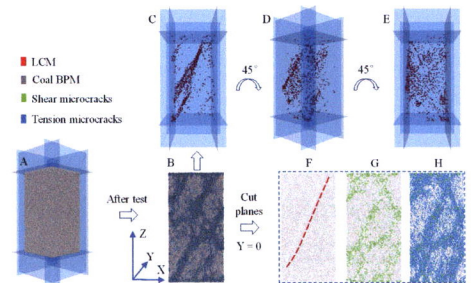 C
D
E
45°
45°
LCM
Coal BPM
Shear microcracks
Tension microcracks
A
After test
B
Z
Y
X
Cut
planes
Y = 0
F
G
H